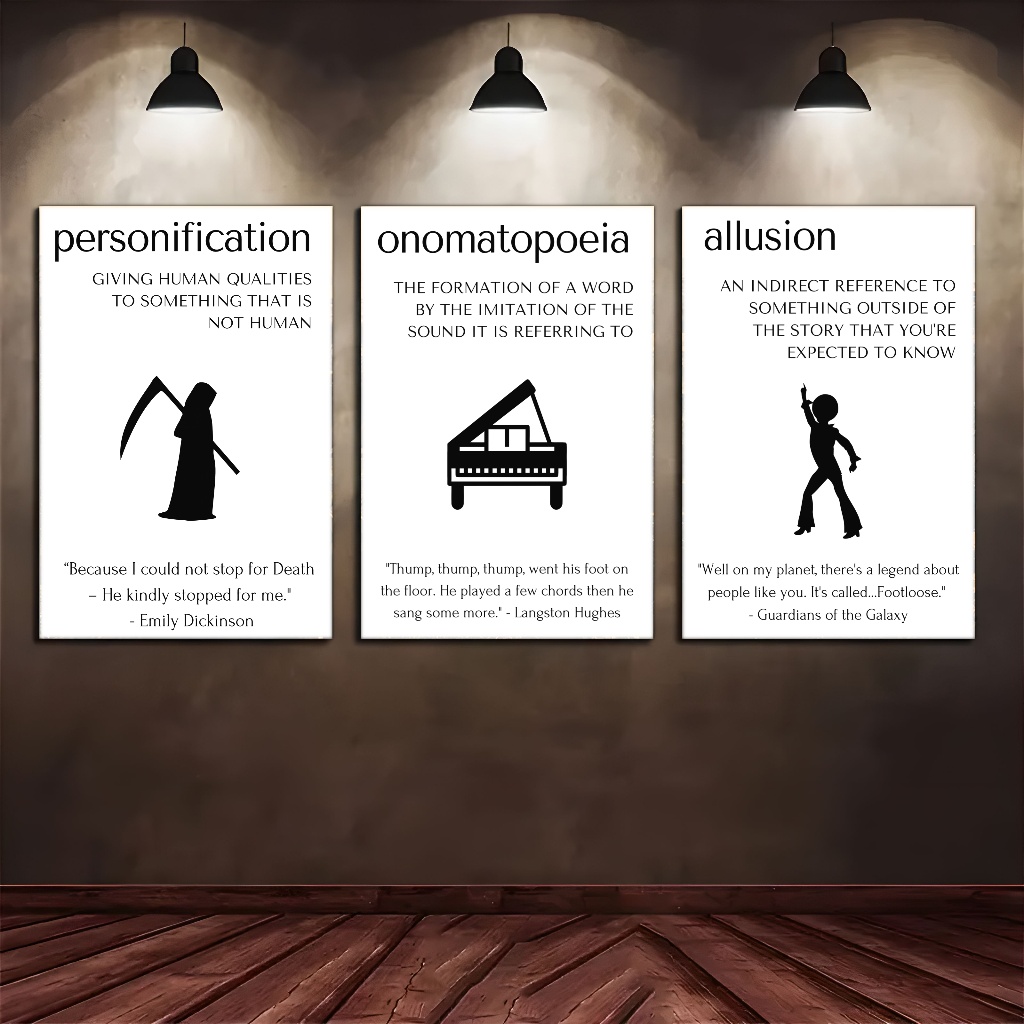 personification
GIVING HUMAN QUALITIES
TO SOMETHING THAT IS
NOT HUMAN
“Because I could not stop for Death
– He kindly stopped for me."
- Emily Dickinson
onomatopoeia
THE FORMATION OF A WORD
BY THE IMITATION OF THE
SOUND IT IS REFERRING TO
"Thump, thump, thump, went his foot on
the floor. He played a few chords then he
sang some more." - Langston Hughes
allusion
AN INDIRECT REFERENCE TO
SOMETHING OUTSIDE OF
THE STORY THAT YOU'RE
EXPECTED TO KNOW
"Well on my planet, there's a legend about
people like you. It's called...Footloose."
- Guardians of the Galaxy